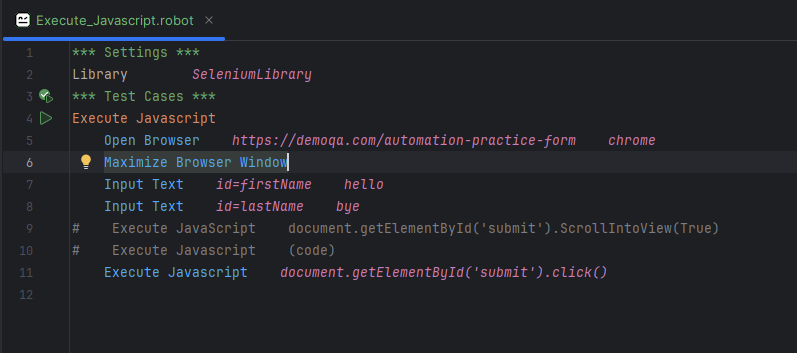 Execute_Javascript.robot ×
1 *** Settings ***
2 Library SeleniumLibrary
3 *** Test Cases ***
4 Execute Javascript
5 Open Browser https://demoqa.com/automation-practice-form chrome
6 Maximize Browser Window
7 Input Text id=firstName hello
8 Input Text id=lastName bye
9 # Execute JavaScript document.getElementById('submit').ScrollIntoView(True)
10 # Execute Javascript (code)
11 Execute Javascript document.getElementById('submit').click()
12